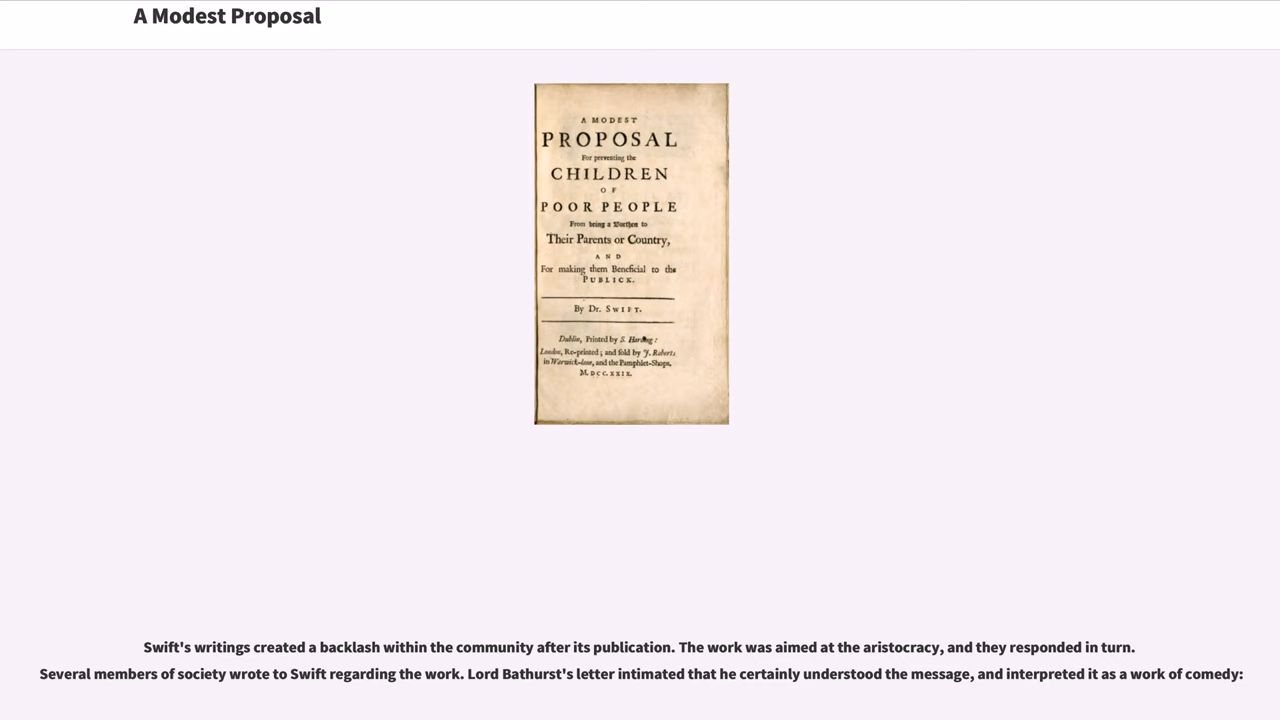 A Modest Proposal
A MODEST
PROPOSAL
For preventing the
CHILDREN
OF
POOR PEOPLE
From being a Burthen to
Their Parents or Country,
AND
For making them Beneficial to the
PUBLICK.
By Dr. SWIFT.
Dublin, Printed by S. Harding:
London, Re-printed; and sold by J. Roberts
in Warwick-lane, and the Pamphlet-Shops.
M.DCC.XXIX.
Swift's writings created a backlash within the community after its publication. The work was aimed at the aristocracy, and they responded in turn.
Several members of society wrote to Swift regarding the work. Lord Bathurst's letter intimated that he certainly understood the message, and interpreted it as a work of comedy: